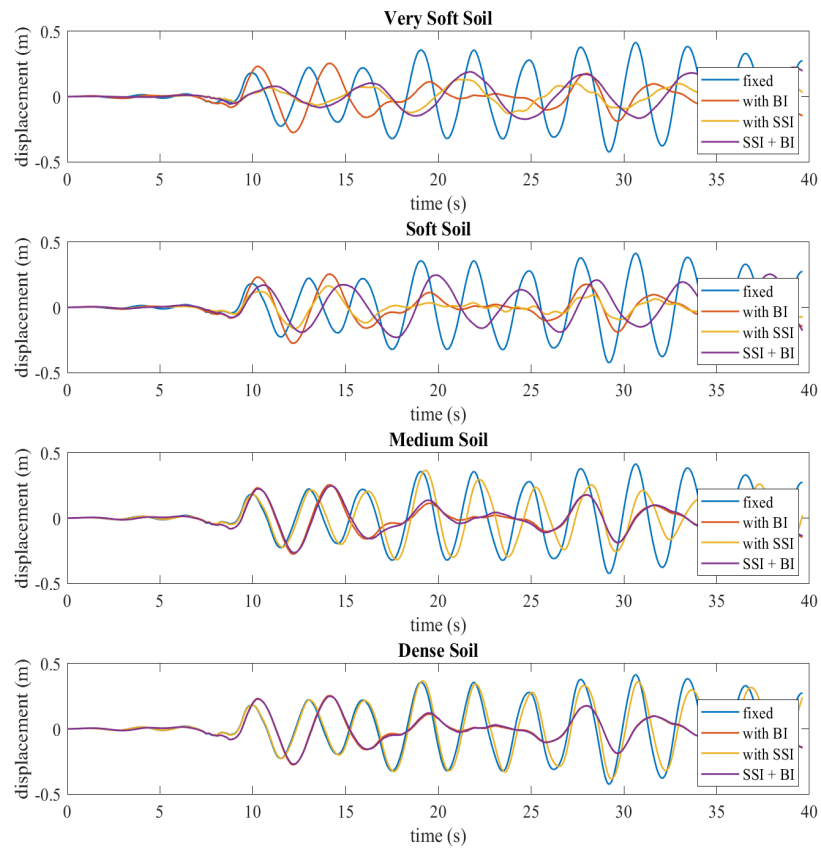 Very Soft Soil
0.5
0
-0.5
displacement (m)
fixed
with BI
with SSI
SSI + BI
0 5 10 15 20 25 30 35 40
time (s)
Soft Soil
0.5
0
-0.5
displacement (m)
fixed
with BI
with SSI
SSI + BI
0 5 10 15 20 25 30 35 40
time (s)
Medium Soil
0.5
0
-0.5
displacement (m)
fixed
with BI
with SSI
SSI + BI
0 5 10 15 20 25 30 35 40
time (s)
Dense Soil
0.5
0
-0.5
displacement (m)
fixed
with BI
with SSI
SSI + BI
0 5 10 15 20 25 30 35 40
time (s)